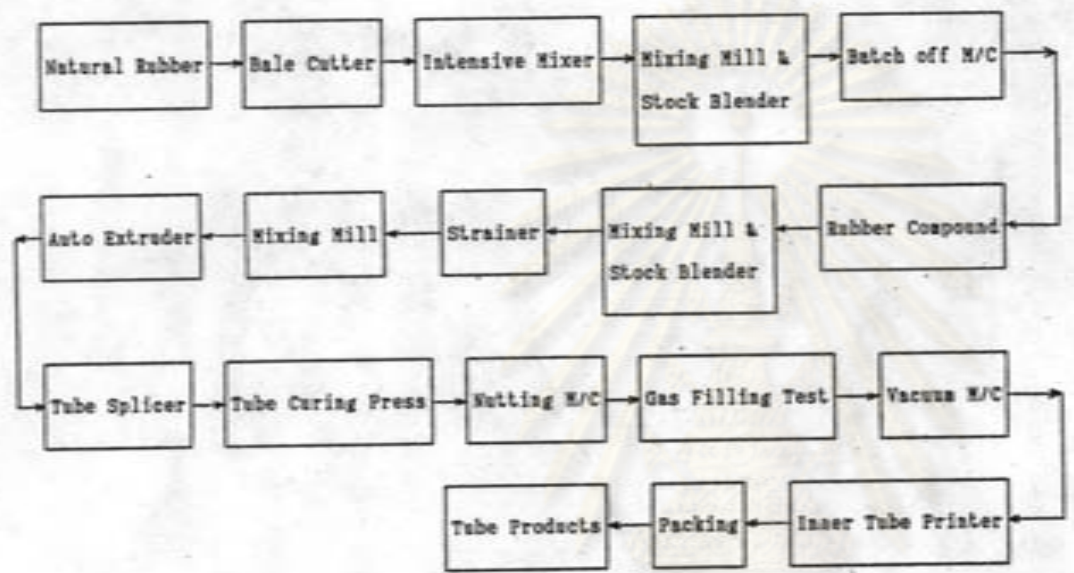 Natural Rubber
Bale Cutter
Intensive Mixer
Mixing Mill &
Stock Blender
Batch off M/C
Rubber Compound
Mixing Mill &
Stock Blender
Strainer
Mixing Mill
Auto Extruder
Tube Splicer
Tube Curing Press
Nutting M/C
Gas Filling Test
Vacuum M/C
Inner Tube Printer
Packing
Tube Products